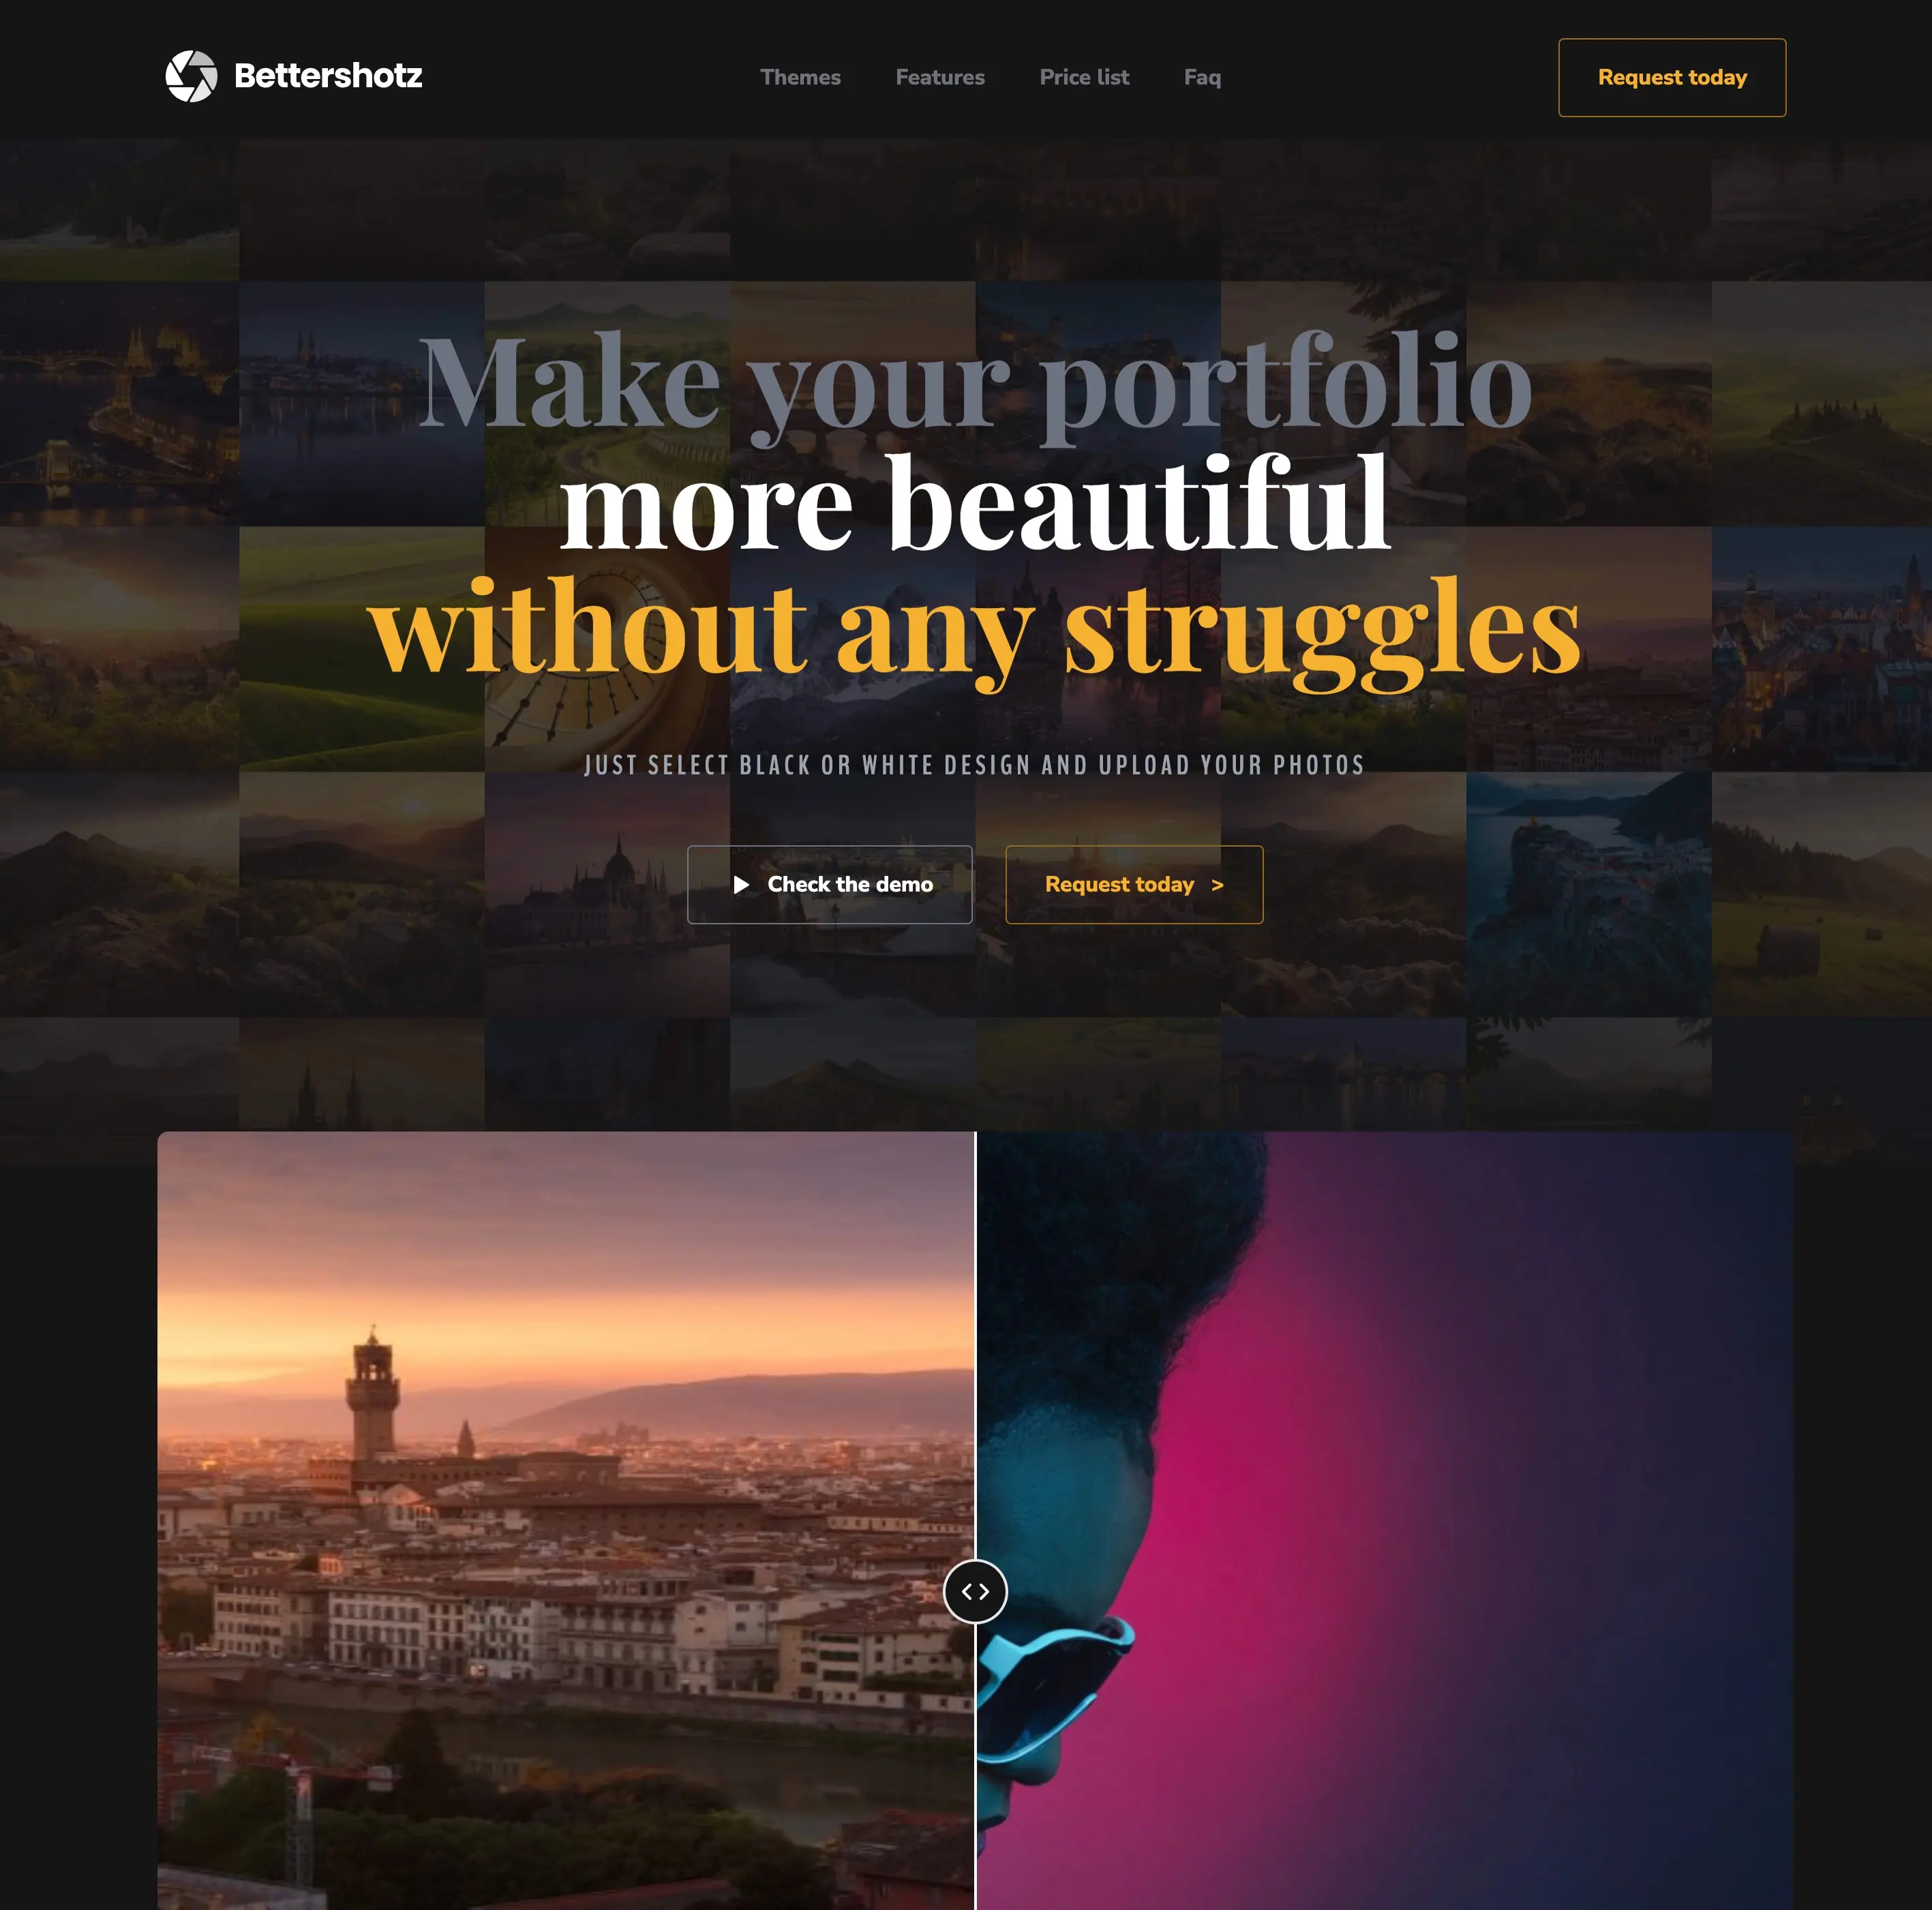 Bettershotz
Themes
Features
Price list
Faq
Request today
Make your portfolio
more beautiful
without any struggles
JUST SELECT BLACK OR WHITE DESIGN AND UPLOAD YOUR PHOTOS
Check the demo
Request today >